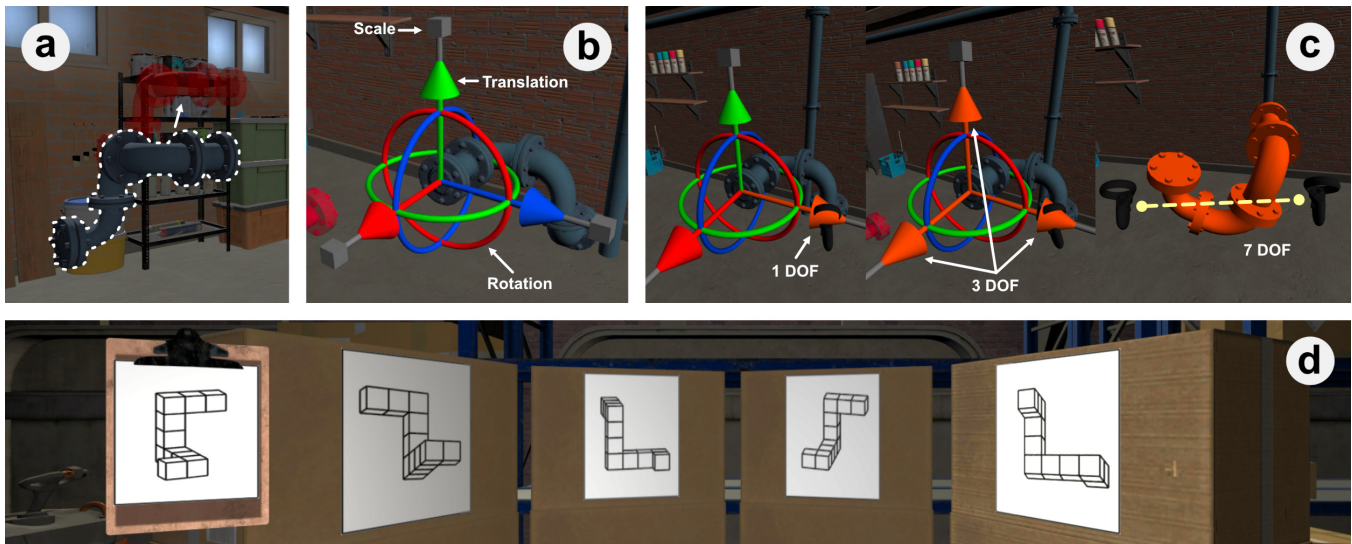 a
b
c
Scale
Translation
Rotation
1 DOF
3 DOF
7 DOF
d